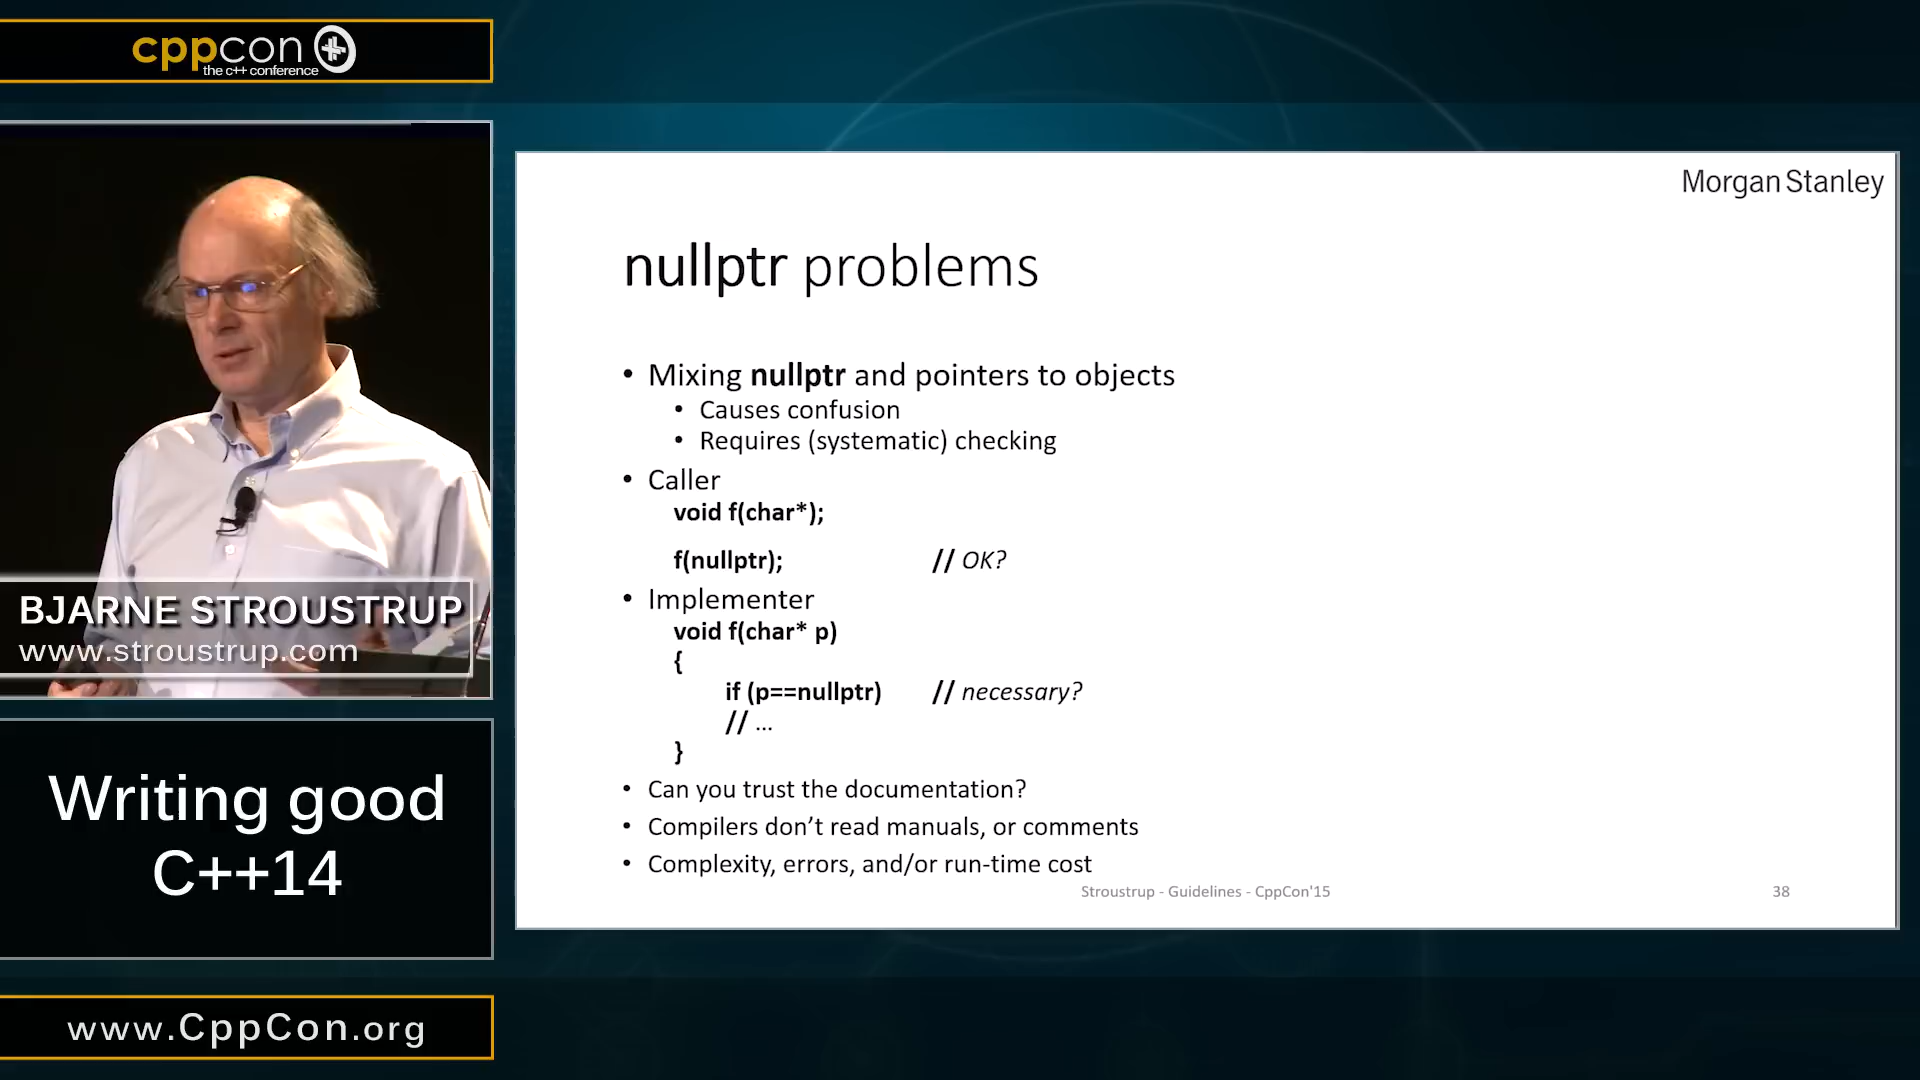 cppcon
the c++ conference
BJARNE STROUSTRUP
www.stroustrup.com
Writing good
C++14
www.CppCon.org
Morgan Stanley
nullptr problems
• Mixing nullptr and pointers to objects
• Causes confusion
• Requires (systematic) checking
• Caller
void f(char*);
f(nullptr); // OK?
• Implementer
void f(char* p)
{
if (p==nullptr) // necessary?
// …
}
• Can you trust the documentation?
• Compilers don’t read manuals, or comments
• Complexity, errors, and/or run-time cost
Stroustrup - Guidelines - CppCon'15 38